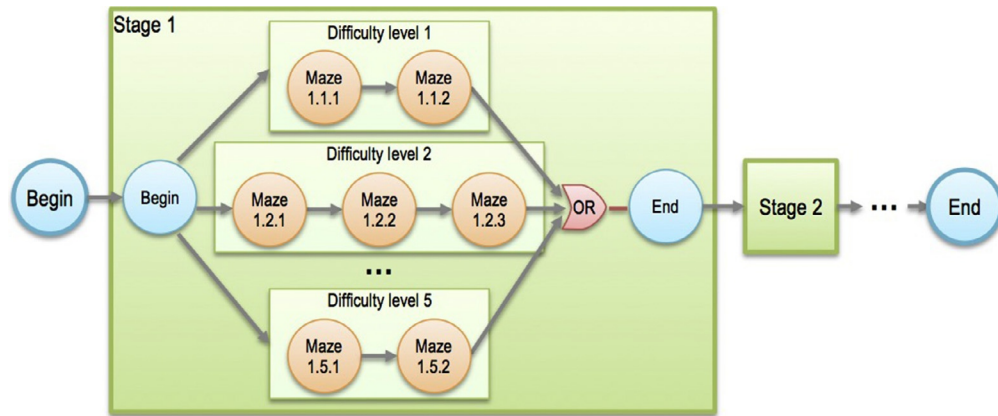 Stage 1
Difficulty level 1
Maze
1.1.1
Maze
1.1.2
Difficulty level 2
Begin
Begin
Maze
1.2.1
Maze
1.2.2
Maze
1.2.3
OR
End
Stage 2
...
End
...
Difficulty level 5
Maze
1.5.1
Maze
1.5.2